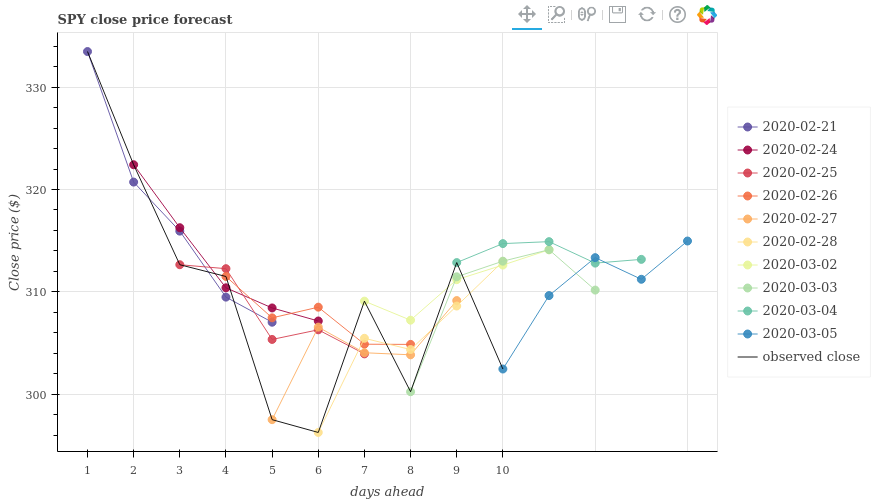 SPY close price forecast
330
320
310
300
Close price ($)
1 2 3 4 5 6 7 8 9 10
days ahead
2020-02-21
2020-02-24
2020-02-25
2020-02-26
2020-02-27
2020-02-28
2020-03-02
2020-03-03
2020-03-04
2020-03-05
observed close